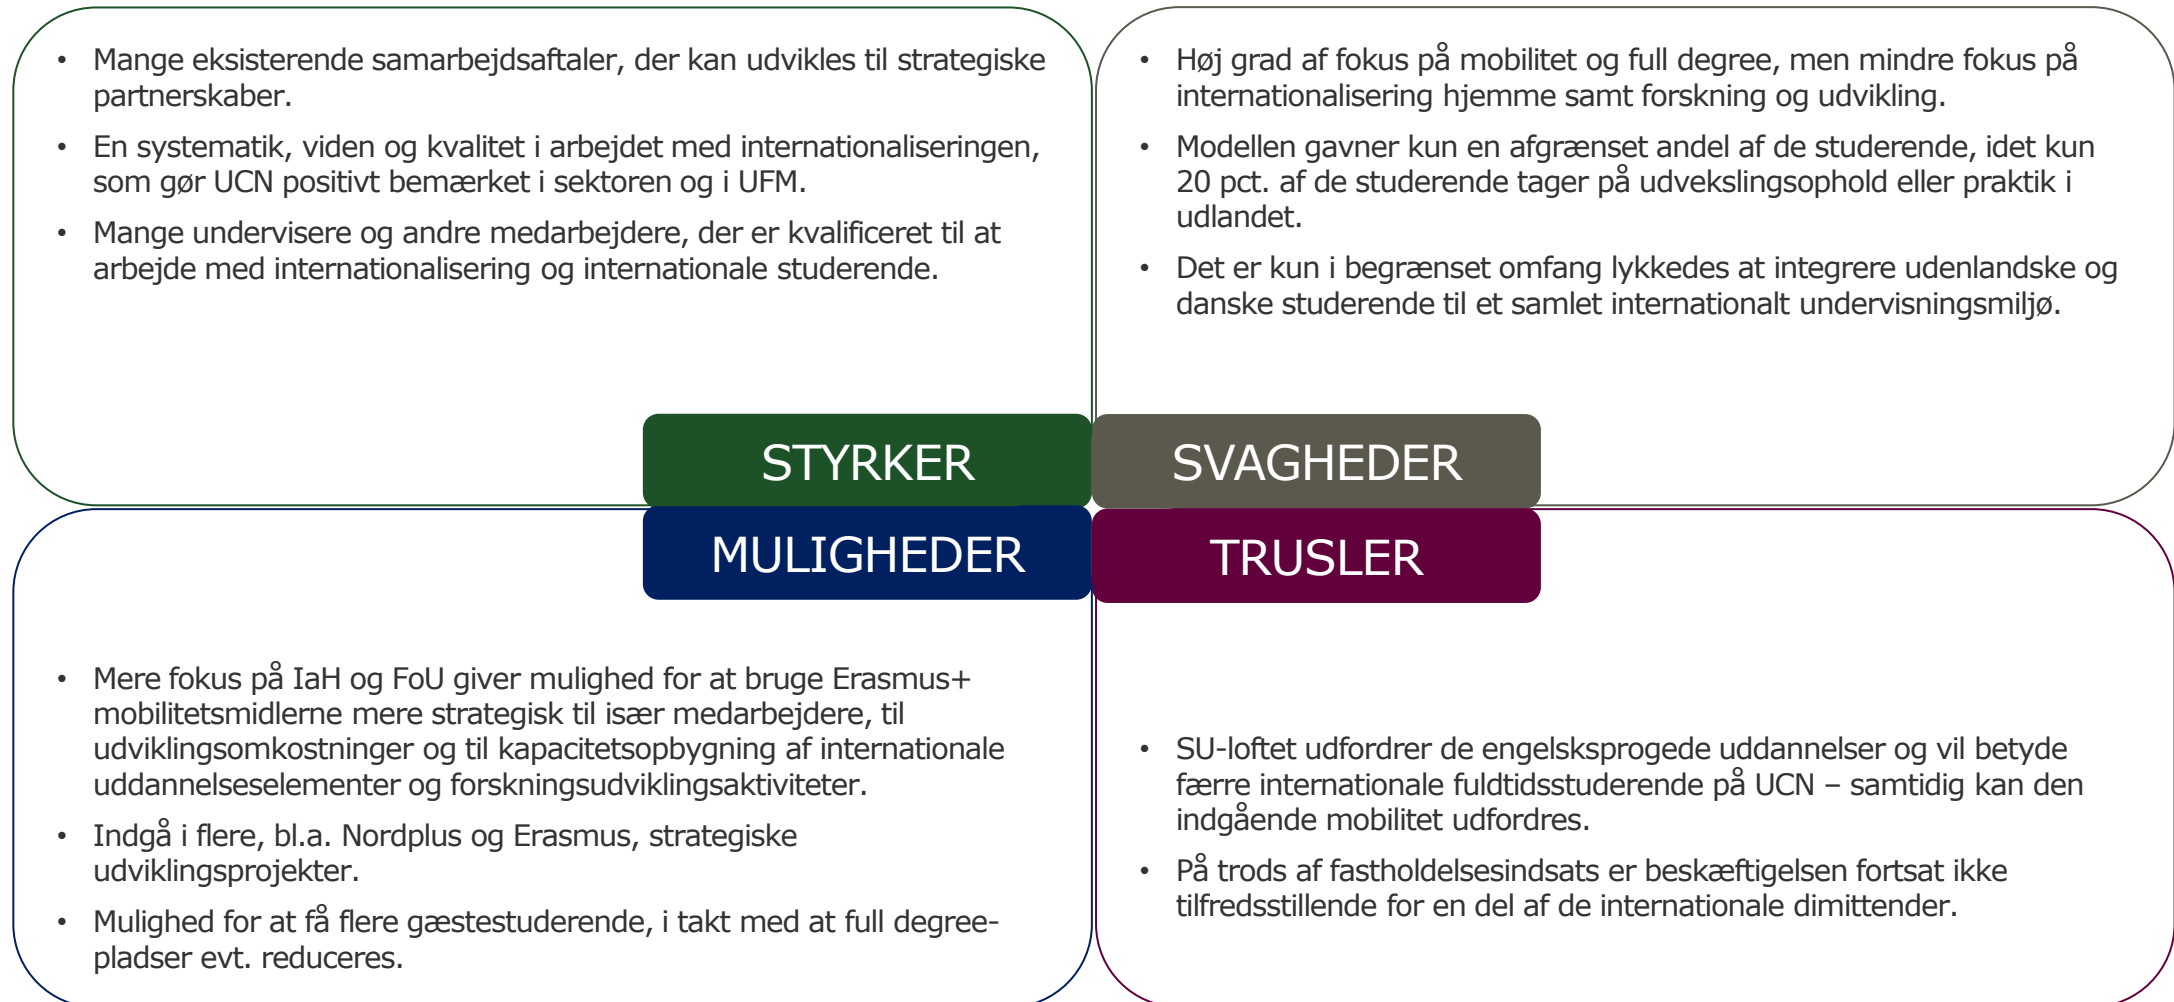 • Mange eksisterende samarbejdsaftaler, der kan udvikles til strategiske
partnerskaber.
• En systematik, viden og kvalitet i arbejdet med internationaliseringen,
som gør UCN positivt bemærket i sektoren og i UFM.
• Mange undervisere og andre medarbejdere, der er kvalificeret til at
arbejde med internationalisering og internationale studerende.
STYRKER
• Høj grad af fokus på mobilitet og full degree, men mindre fokus på
internationalisering hjemme samt forskning og udvikling.
• Modellen gavner kun en afgrænset andel af de studerende, idet kun
20 pct. af de studerende tager på udvekslingsophold eller praktik i
udlandet.
• Det er kun i begrænset omfang lykkedes at integrere udenlandske og
danske studerende til et samlet internationalt undervisningsmiljø.
SVAGHEDER
MULIGHEDER
• Mere fokus på IaH og FoU giver mulighed for at bruge Erasmus+
mobilitetsmidlerne mere strategisk til især medarbejdere, til
udviklingsomkostninger og til kapacitetsopbygning af internationale
uddannelseselementer og forskningsudviklingsaktiviteter.
• Indgå i flere, bl.a. Nordplus og Erasmus, strategiske
udviklingsprojekter.
• Mulighed for at få flere gæstestuderende, i takt med at full degree-
pladser evt. reduceres.
TRUSLER
• SU-loftet udfordrer de engelsksprogede uddannelser og vil betyde
færre internationale fuldtidsstuderende på UCN – samtidig kan den
indgående mobilitet udfordres.
• På trods af fastholdelsesindsats er beskæftigelsen fortsat ikke
tilfredsstillende for en del af de internationale dimittender.